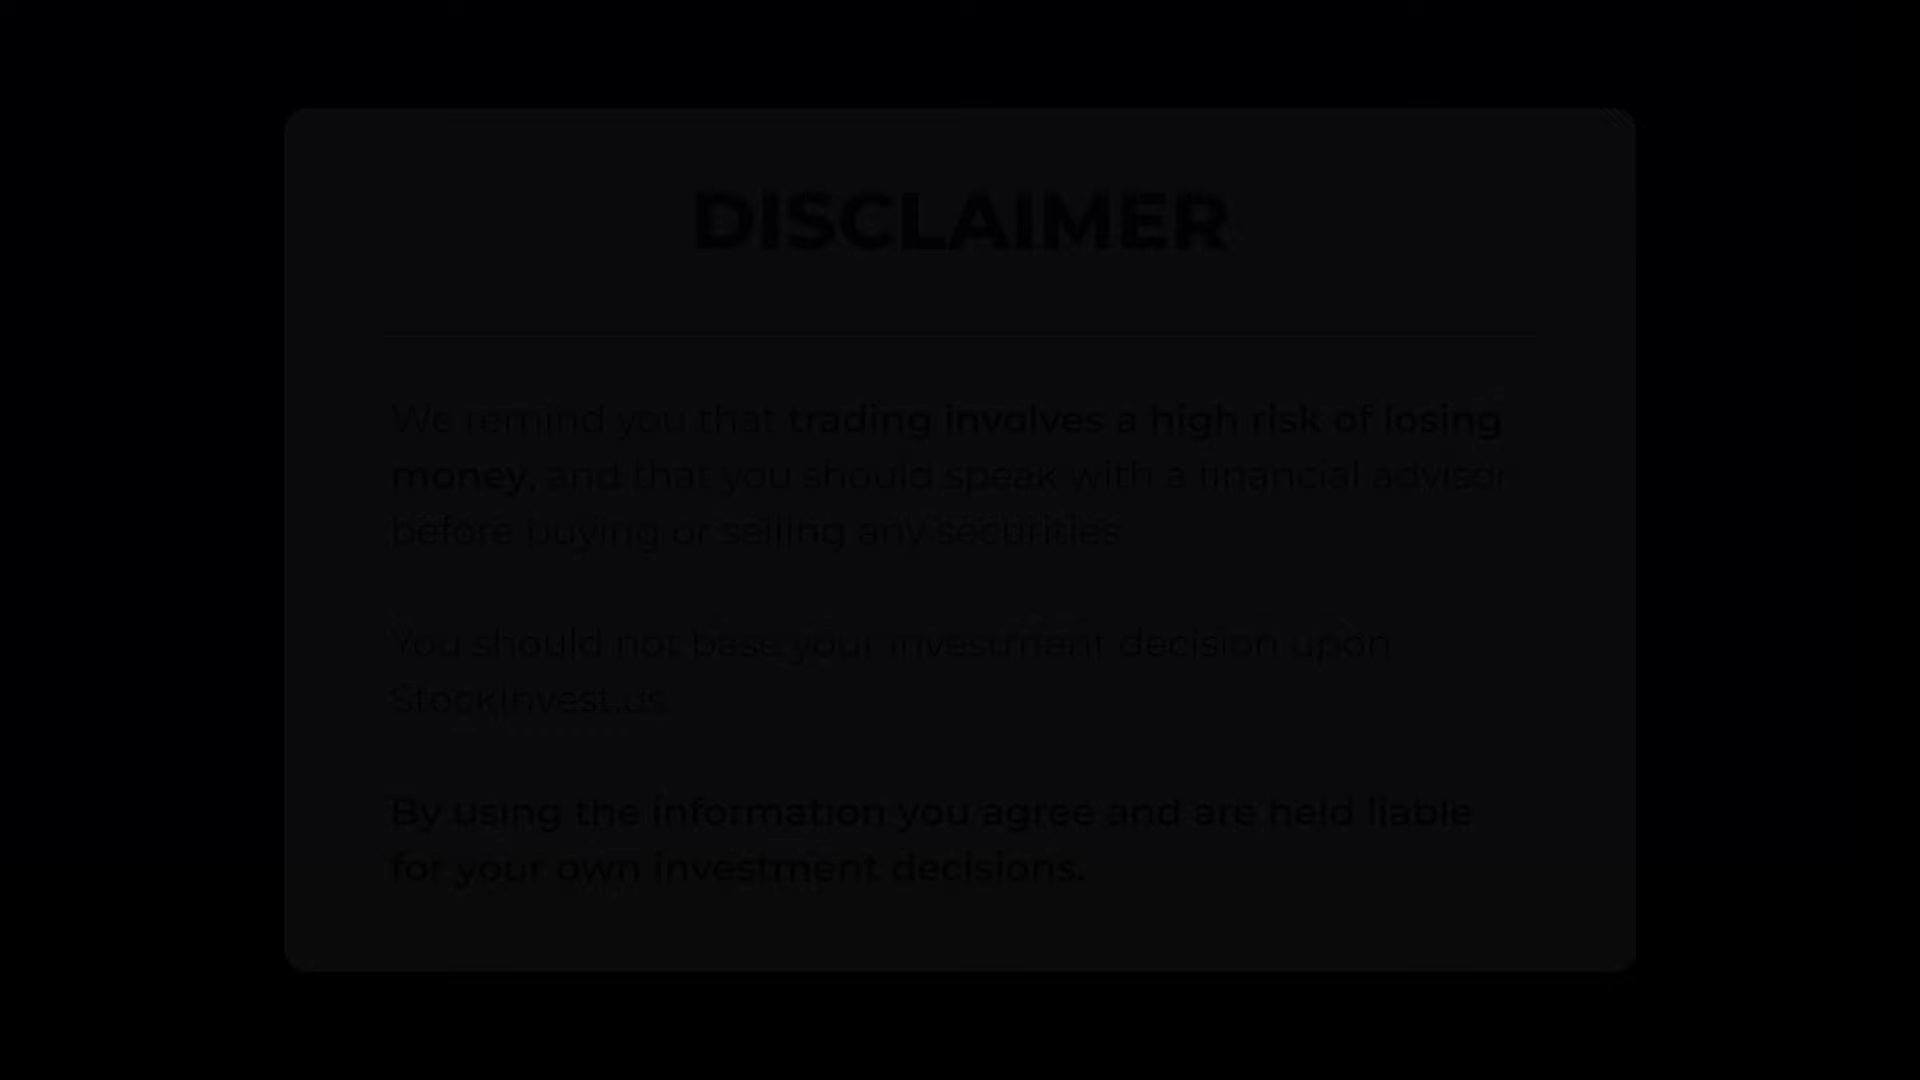 DISCLAIMER
We remind you that trading involves a high risk of losing
money, and that you should speak with a financial advisor
before buying or selling any securities
You should not base your investment decision upon
StockInvest.us
By using the information you agree and are held liable
for your own investment decisions.